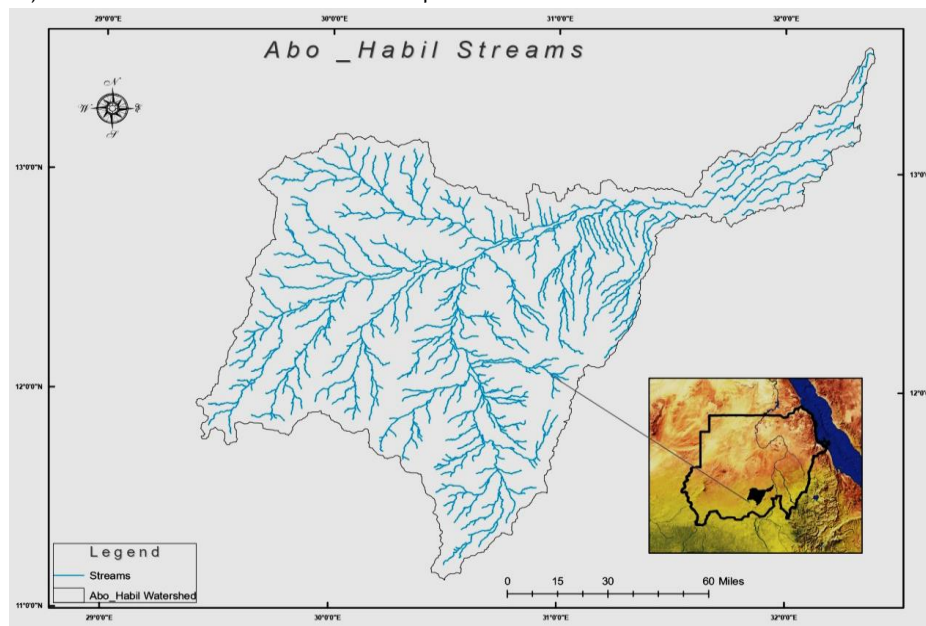 29°0'0"E 30°0'0"E 31°0'0"E 32°0'0"E
Abo _Habil Streams
N
W E
S
13°0'0"N
13°0'
12°0'0"N
12°0'
Legend
Streams
Abo_Habil Watershed
0 15 30 60 Miles
11°0'0"N
29°0'0"E 30°0'0"E 31°0'0"E 32°0'0"E